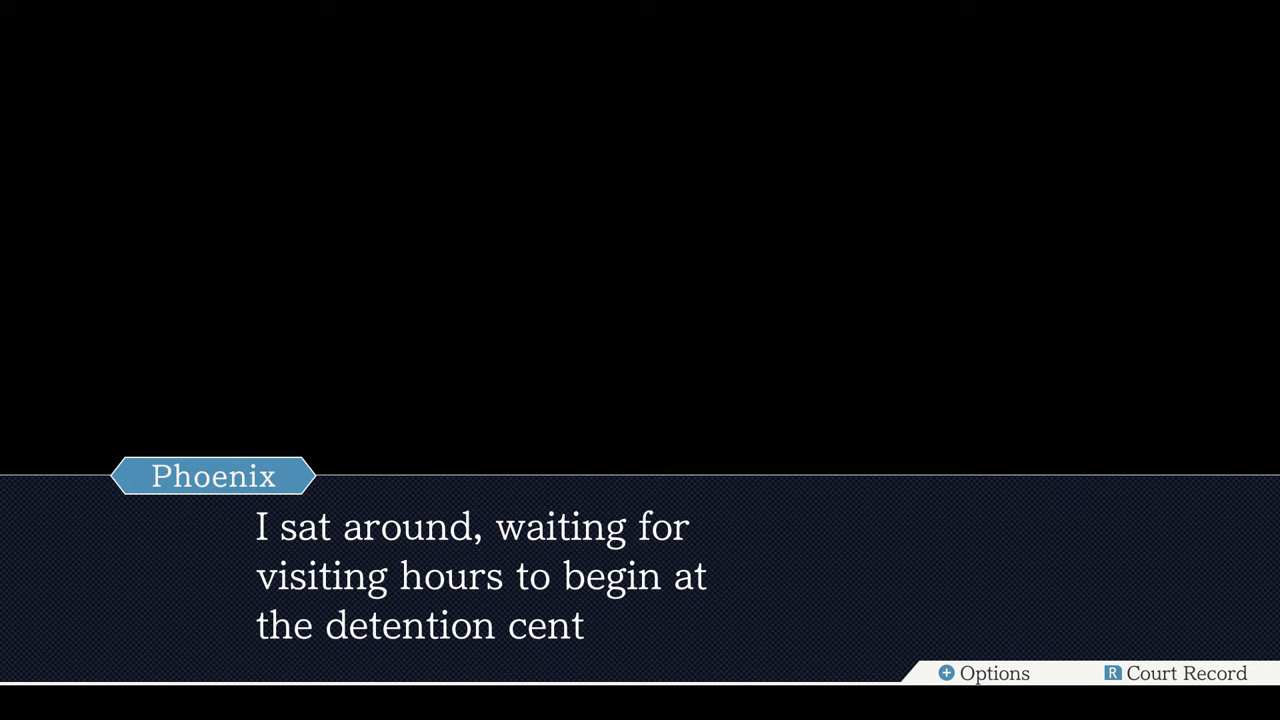 Phoenix
I sat around, waiting for
visiting hours to begin at
the detention cent
+ Options
R Court Record